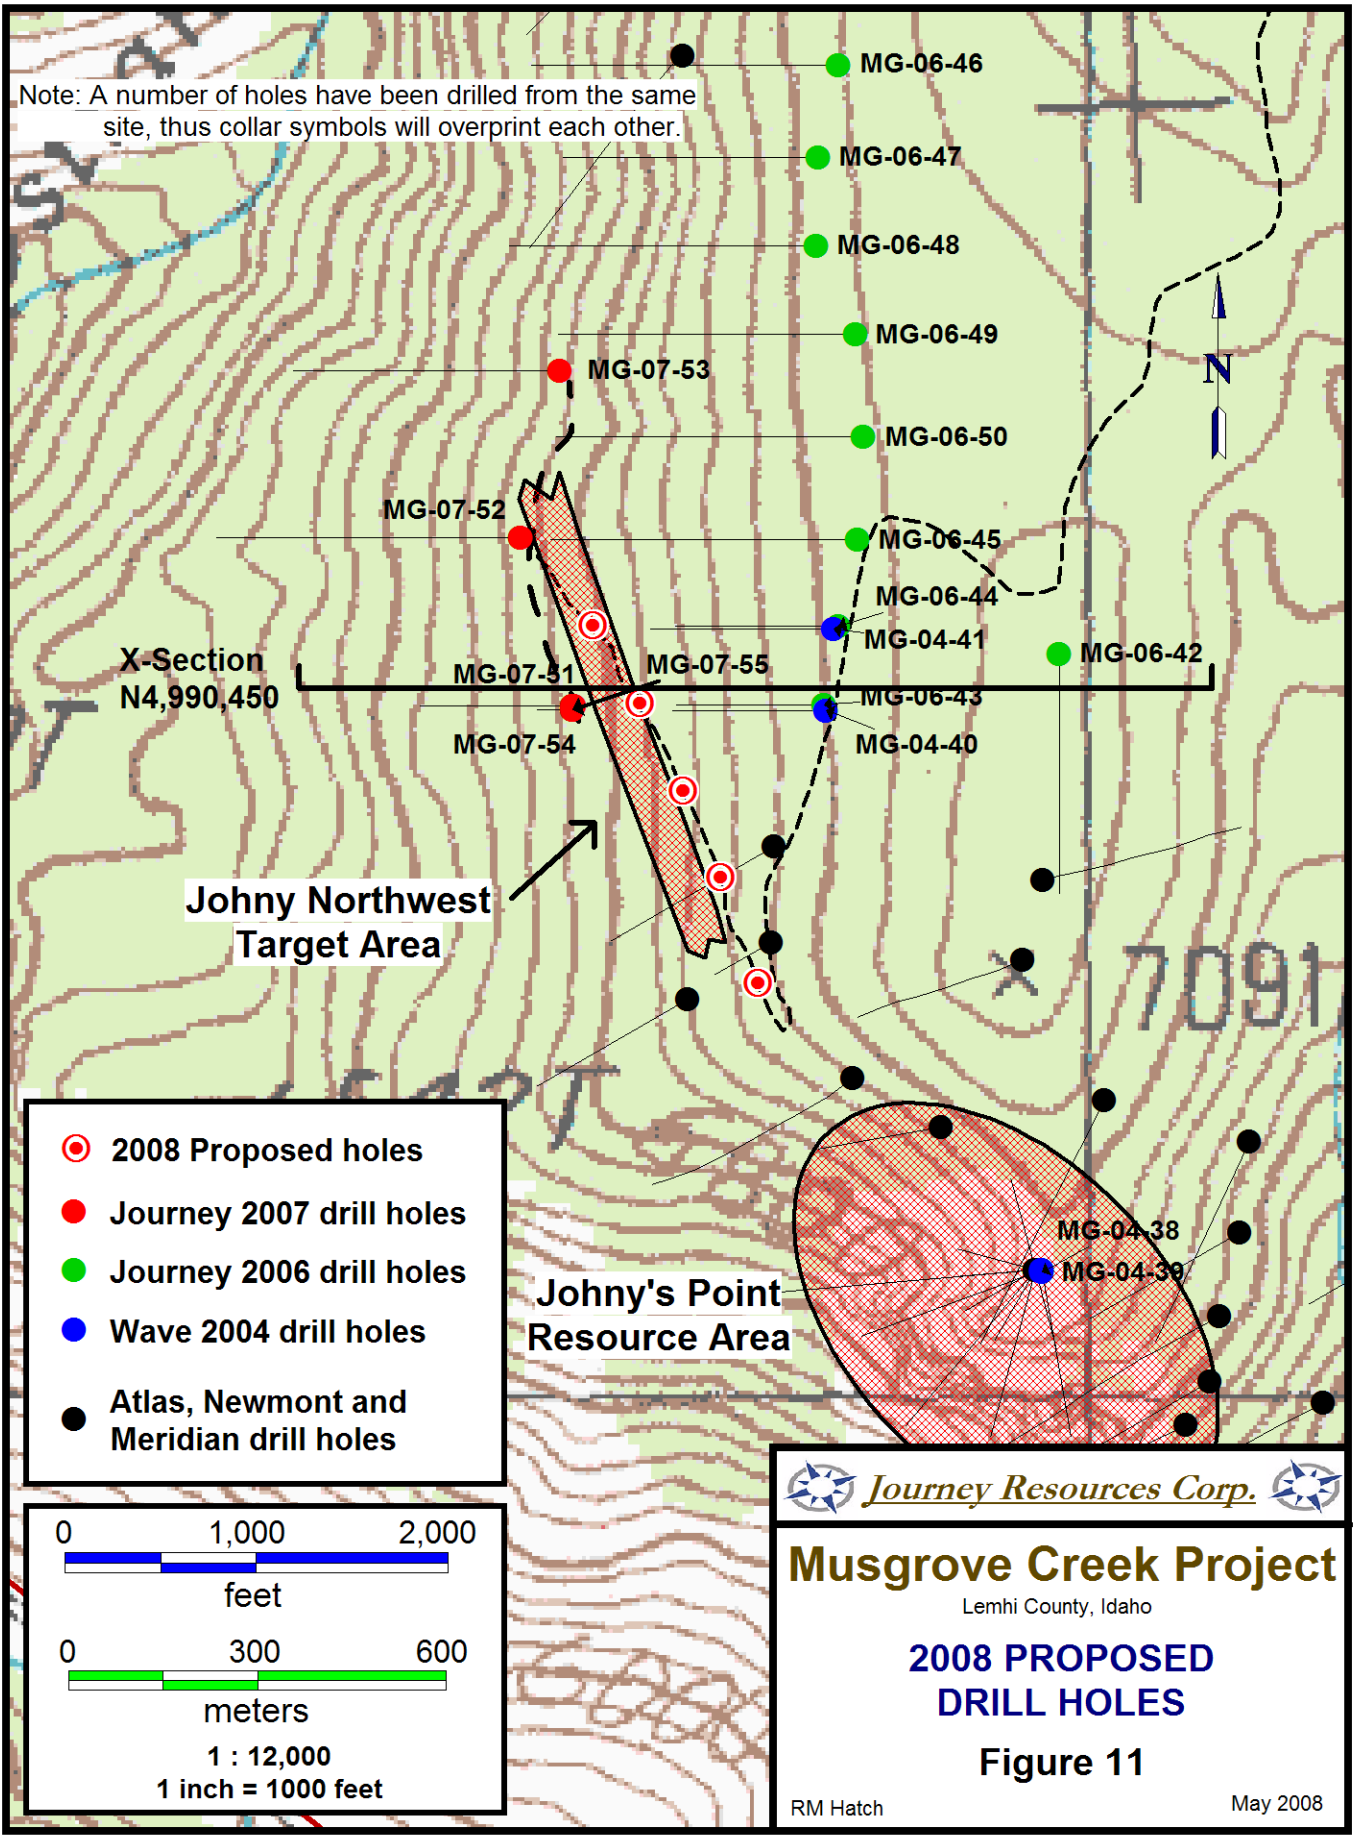 Note: A number of holes have been drilled from the same
site, thus collar symbols will overprint each other.
MG-06-46
MG-06-47
MG-06-48
MG-06-49
MG-07-53
N
MG-06-50
MG-07-52
MG-06-45
MG-06-44
MG-04-41
X-Section
N4,990,450
MG-07-51
MG-07-55
MG-06-42
MG-06-43
MG-07-54
MG-04-40
Johny Northwest
Target Area
7091
MG-04-38
MG-04-39
Johny's Point
Resource Area
2008 Proposed holes
Journey 2007 drill holes
Journey 2006 drill holes
Wave 2004 drill holes
Atlas, Newmont and
Meridian drill holes
0 1,000 2,000
feet
0 300 600
meters
1 : 12,000
1 inch = 1000 feet
Journey Resources Corp.
Musgrove Creek Project
Lemhi County, Idaho
2008 PROPOSED
DRILL HOLES
Figure 11
RM Hatch May 2008